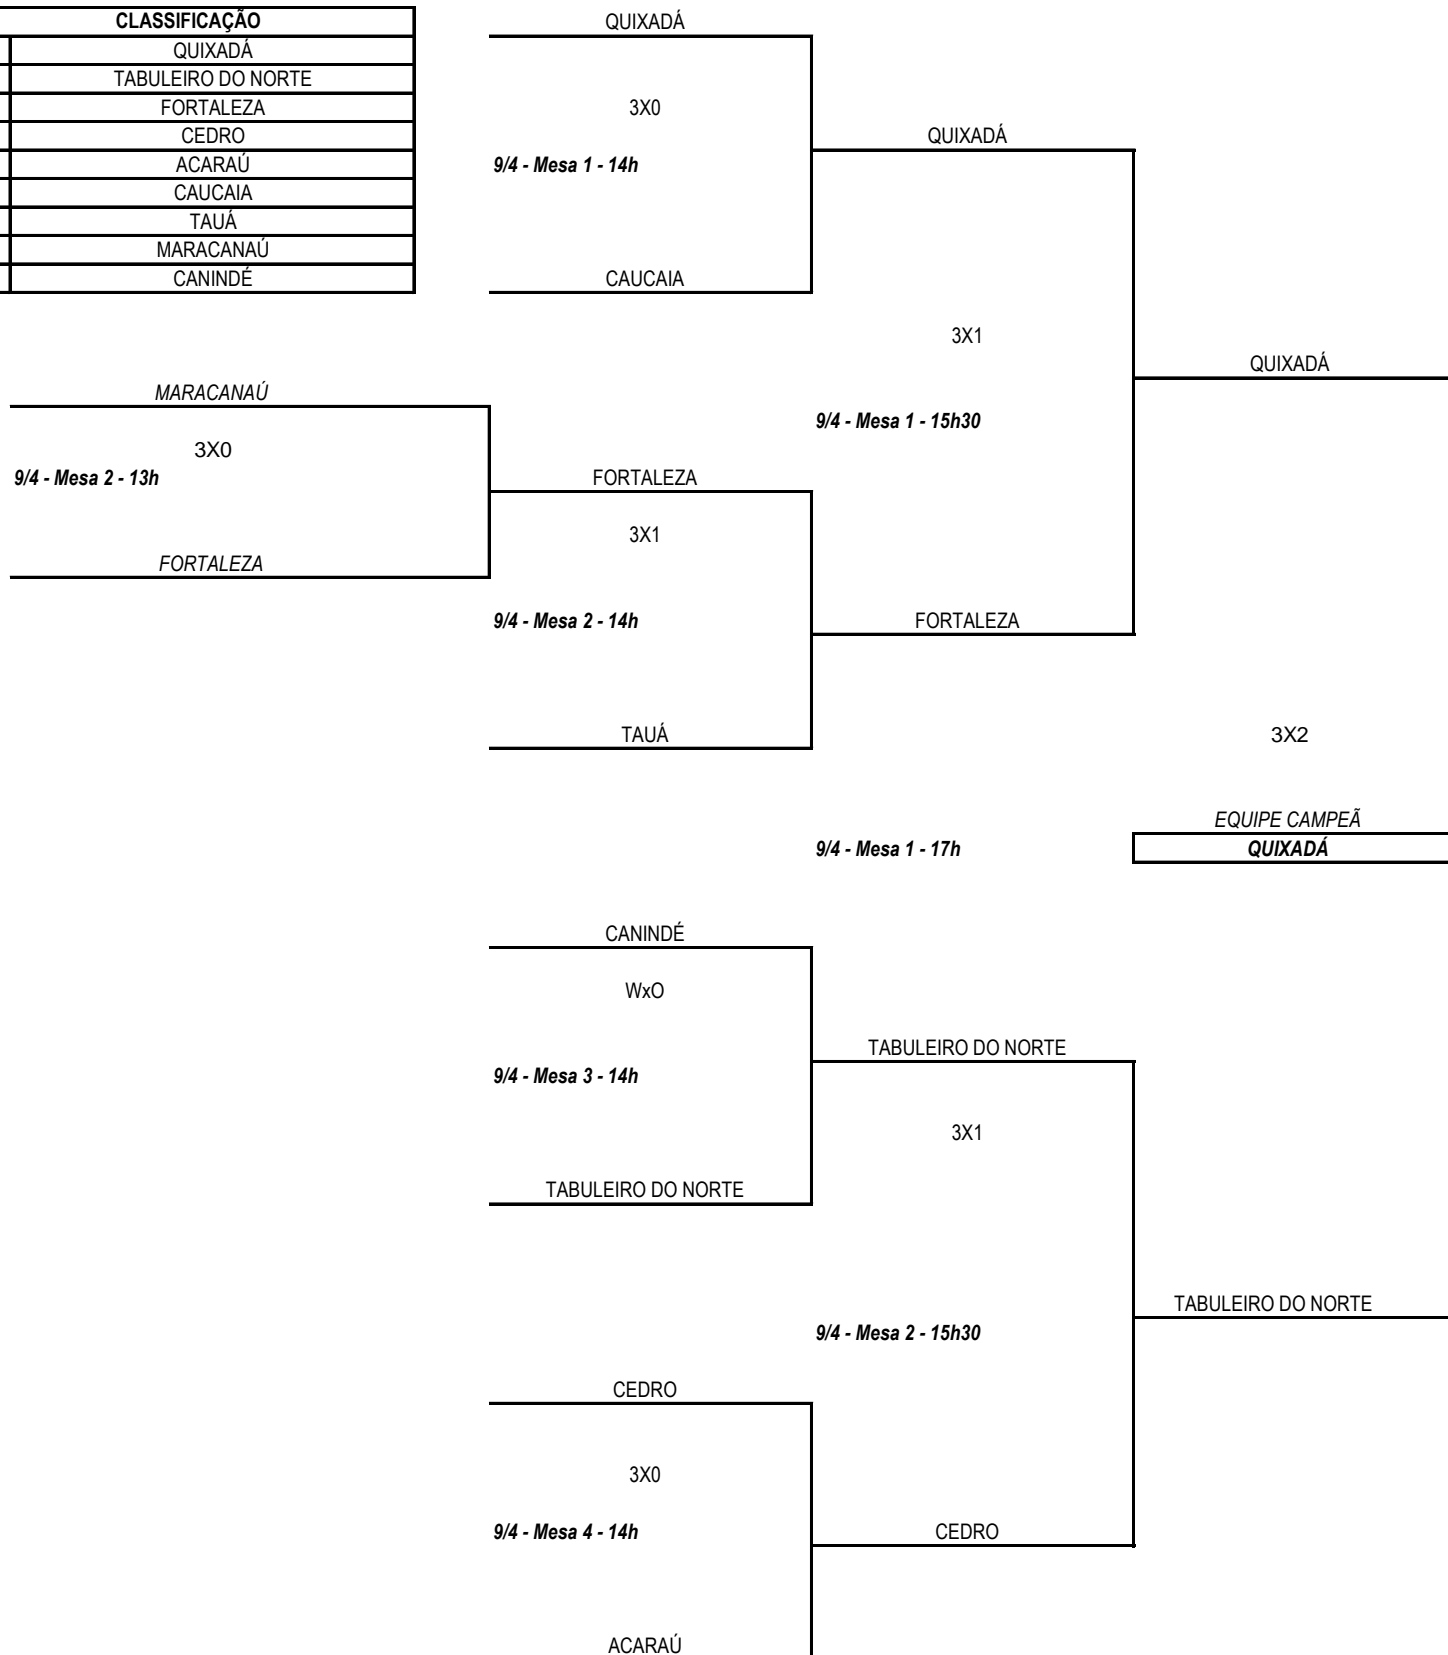 CLASSIFICAÇÃO
QUIXADÁ
TABULEIRO DO NORTE
FORTALEZA
CEDRO
ACARAÚ
CAUCAIA
TAUÁ
MARACANAÚ
CANINDÉ
QUIXADÁ
3X0
9/4 - Mesa 1 - 14h
CAUCAIA
QUIXADÁ
3X1
9/4 - Mesa 1 - 15h30
QUIXADÁ
MARACANAÚ
3X0
9/4 - Mesa 2 - 13h
FORTALEZA
FORTALEZA
3X1
9/4 - Mesa 2 - 14h
TAUÁ
FORTALEZA
3X2
EQUIPE CAMPEÃ
9/4 - Mesa 1 - 17h
QUIXADÁ
CANINDÉ
WxO
9/4 - Mesa 3 - 14h
TABULEIRO DO NORTE
TABULEIRO DO NORTE
3X1
9/4 - Mesa 2 - 15h30
TABULEIRO DO NORTE
CEDRO
3X0
9/4 - Mesa 4 - 14h
CEDRO
ACARAÚ